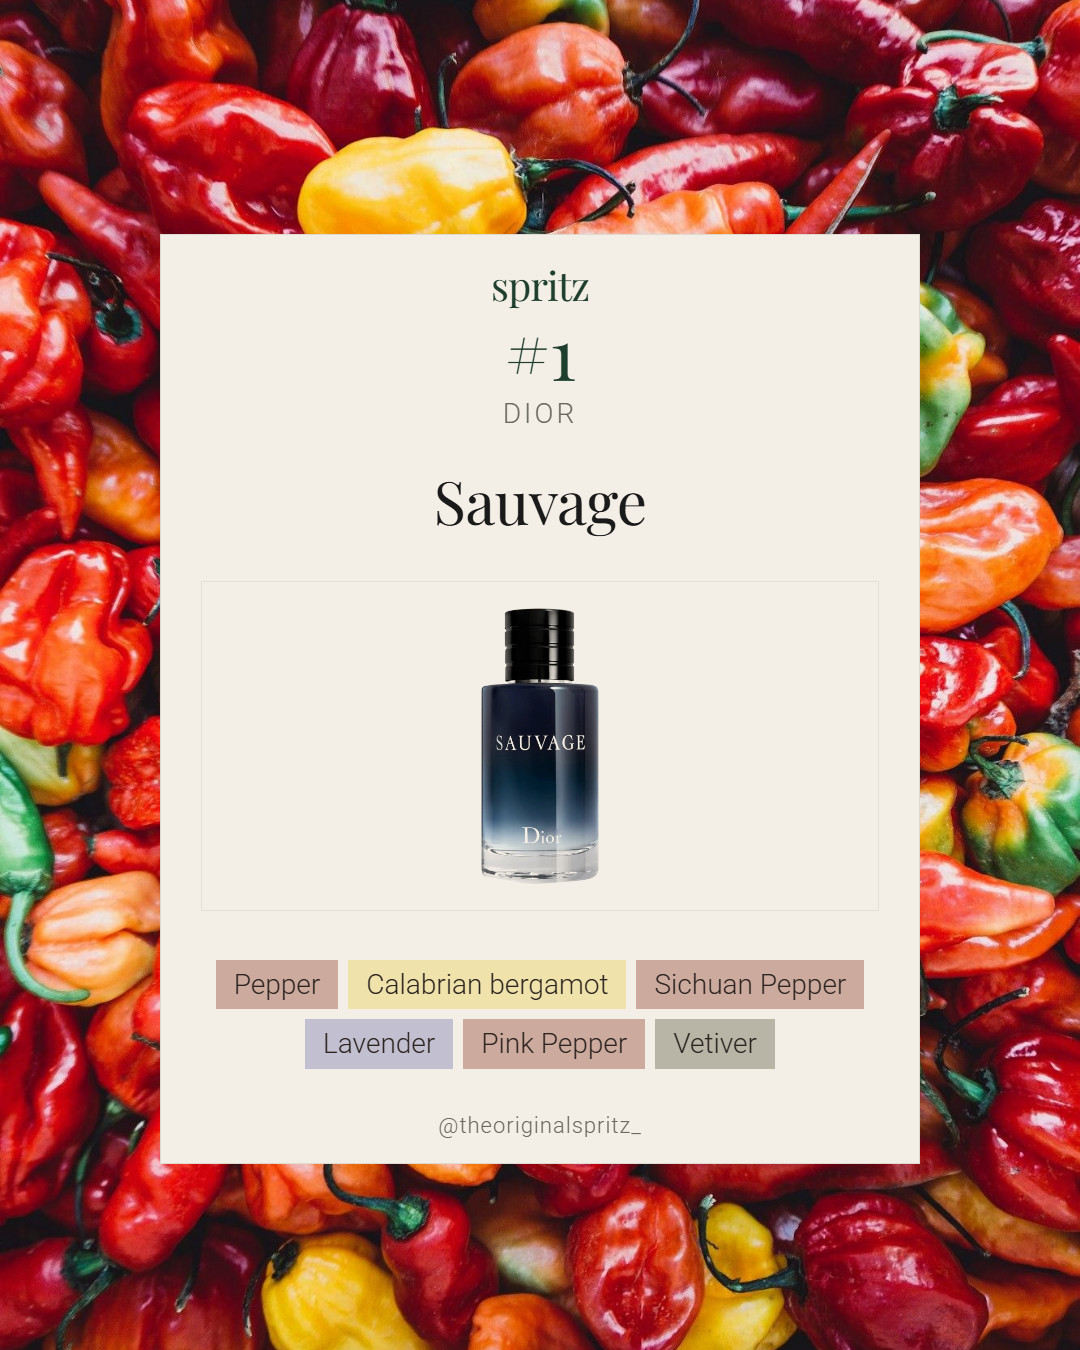 spritz
#1
DIOR
Sauvage
SAUVAGE
Dior
Pepper Calabrian bergamot Sichuan Pepper
Lavender Pink Pepper Vetiver
@theoriginalspritz_